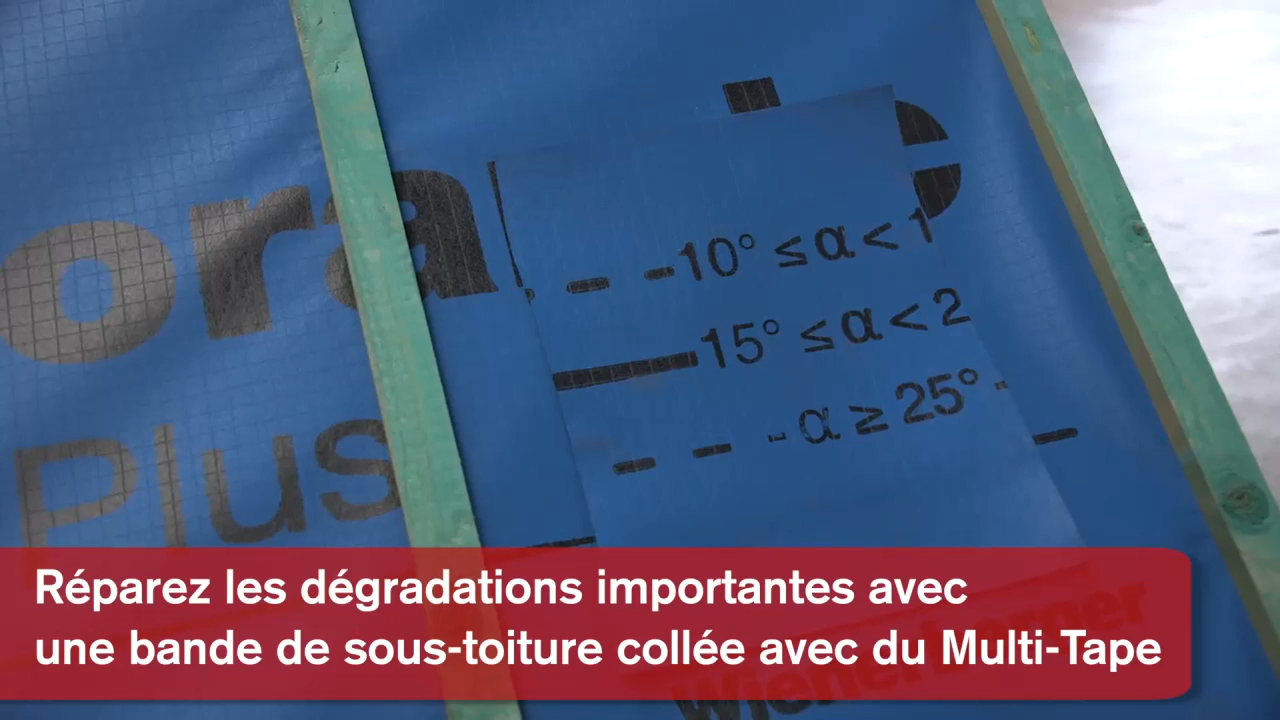 ora
Plus
-10° ≤ α < 1
15° ≤ α < 2
α ≥ 25°
Réparez les dégradations importantes avec
une bande de sous-toiture collée avec du Multi-Tape
Wienerberger